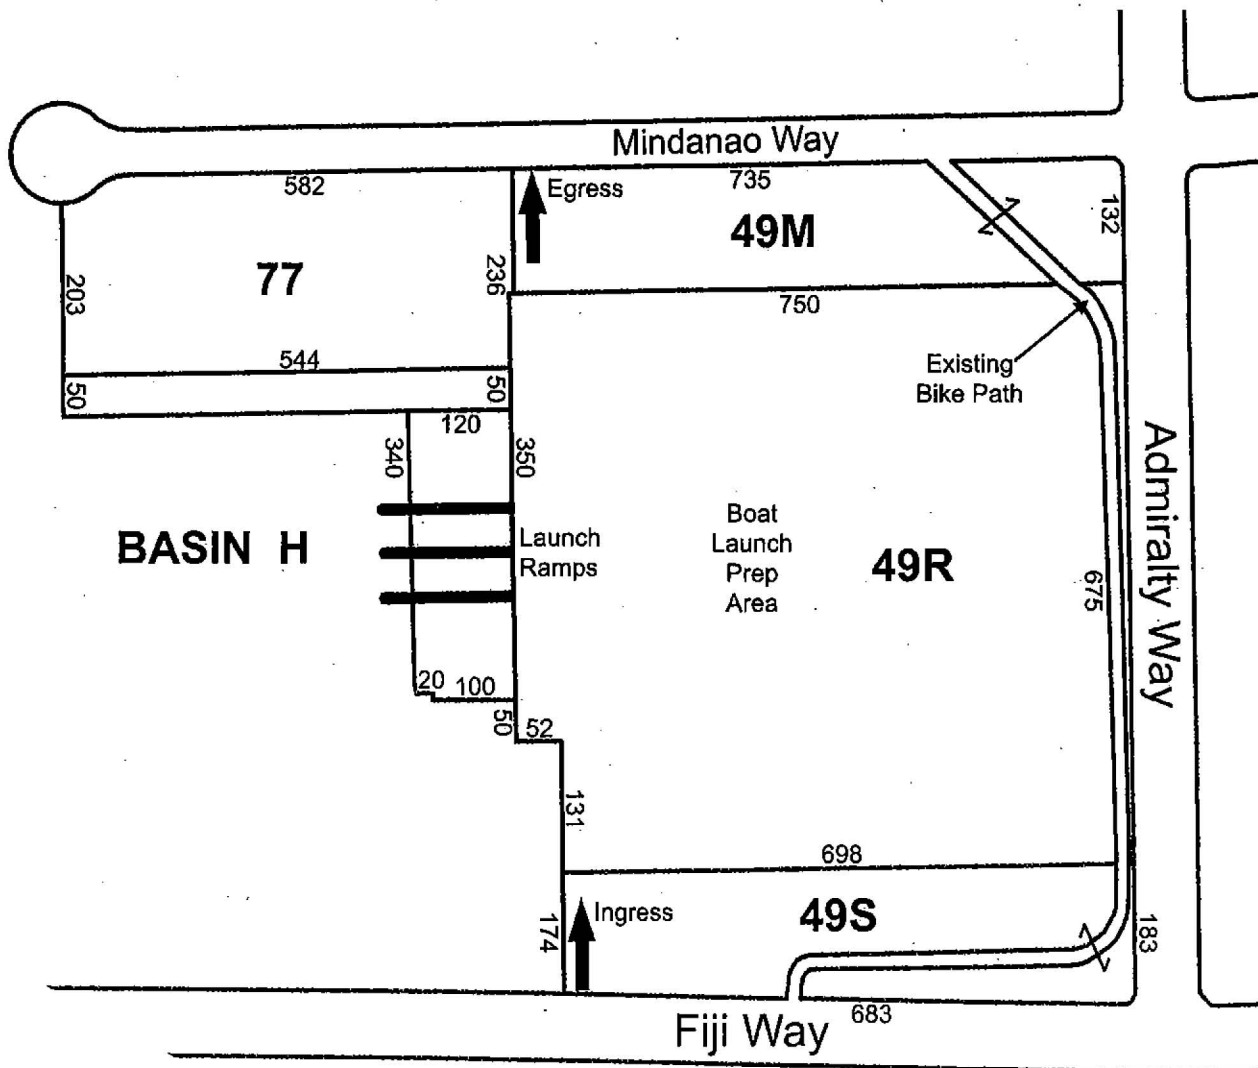 Mindanao Way
582
735
Egress
132
49M
77
236
203
750
544
Existing
Bike Path
50
50
120
340
350
Admiralty Way
BASIN H
Launch
Ramps
Boat
Launch
Prep
Area
49R
675
20
100
50
52
131
698
Ingress
49S
174
183
683
Fiji Way